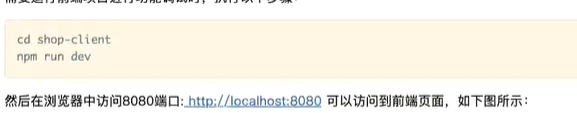 需要运行前端项目进行功能调试时，执行以下步骤：
cd shop-client
npm run dev
然后在浏览器中访问8080端口: http://localhost:8080 可以访问到前端页面，如下图所示：